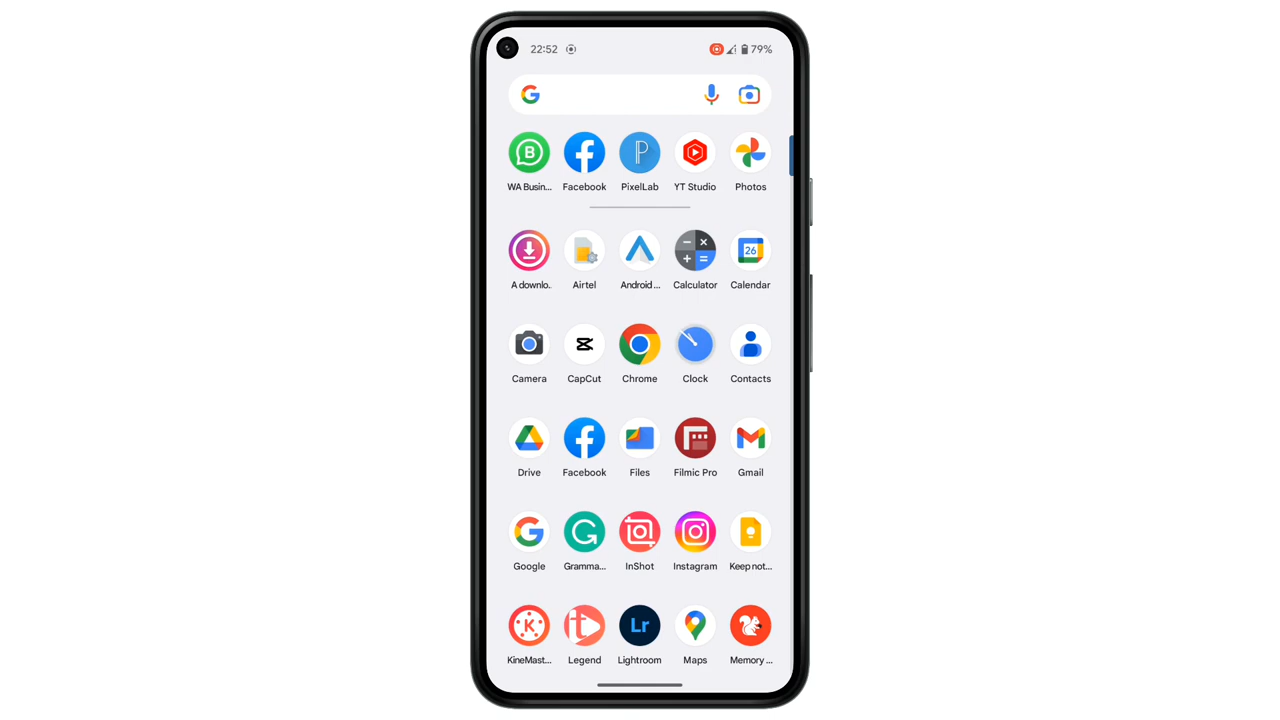 22:52 79%
WA Busin... Facebook PixelLab YT Studio Photos
A downlo.. Airtel Android ... Calculator Calendar
26
Camera CapCut Chrome Clock Contacts
Drive Facebook Files Filmic Pro Gmail
Google Gramma... InShot Instagram Keep not...
Lr
KineMast... Legend Lightroom Maps Memory ...